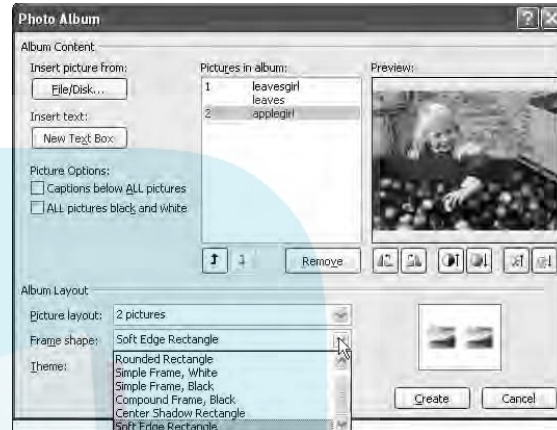 Photo Album
Album Content
Insert picture from:
File/Disk...
Insert text:
New Text Box
Picture Options:
Captions below ALL pictures
ALL pictures black and white
Pictures in album:
1 leavesgirl
leaves
2 applegirl
Remove
Preview:
Album Layout
Picture layout: 2 pictures
Frame shape: Soft Edge Rectangle
Theme:
Rounded Rectangle
Simple Frame, White
Simple Frame, Black
Compound Frame, Black
Center Shadow Rectangle
Soft Edge Rectangle
Create
Cancel